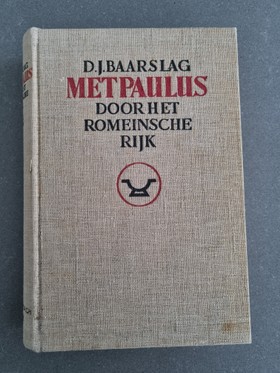 D.J.BAARSLAG
METPAULUS
DOOR HET
ROMEINSCHE
RIJK